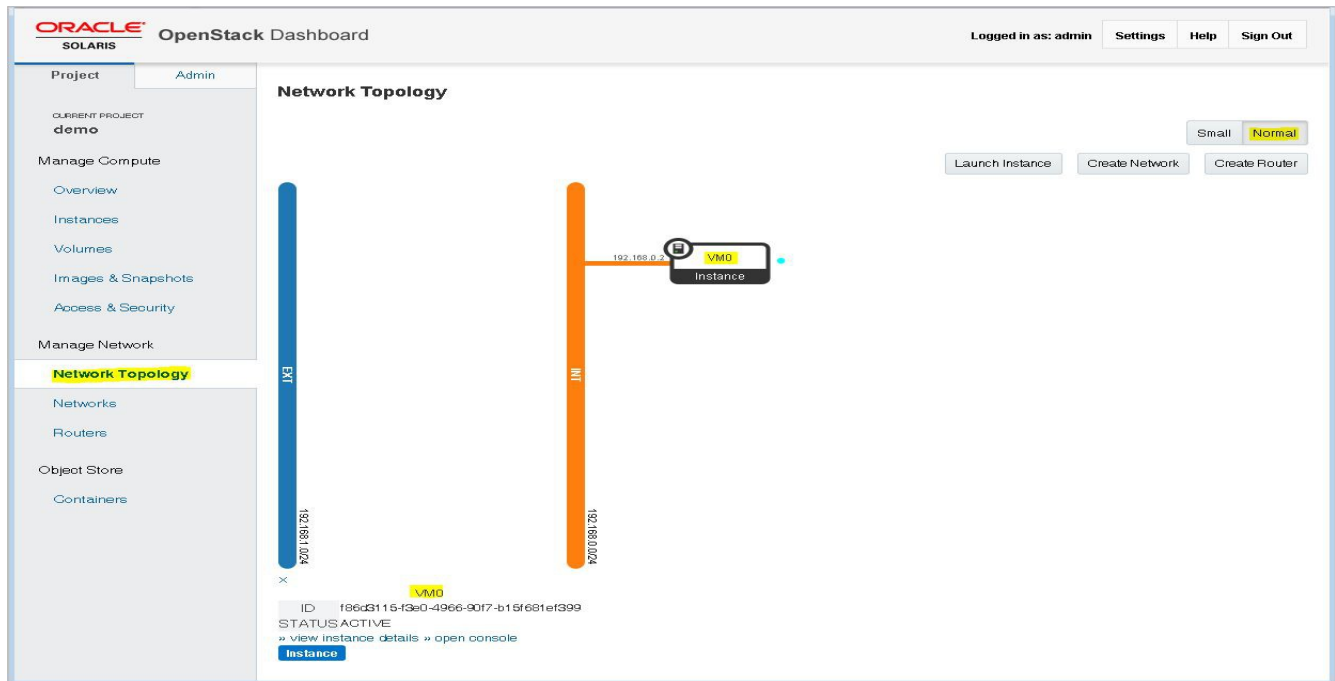 ORACLE
SOLARIS
OpenStack Dashboard
Logged in as: admin
Settings
Help
Sign Out
Project
Admin
CURRENT PROJECT
demo
Manage Compute
Overview
Instances
Volumes
Images & Snapshots
Access & Security
Manage Network
Network Topology
Networks
Routers
Object Store
Containers
Network Topology
Small
Normal
Launch Instance
Create Network
Create Router
EXT
192.168.1.0/24
INT
192.168.0.0/24
192.168.0.2
VM0
Instance
×
VM0
ID f86d3115-f3e0-4966-90f7-b15f681ef399
STATUS ACTIVE
» view instance details » open console
Instance